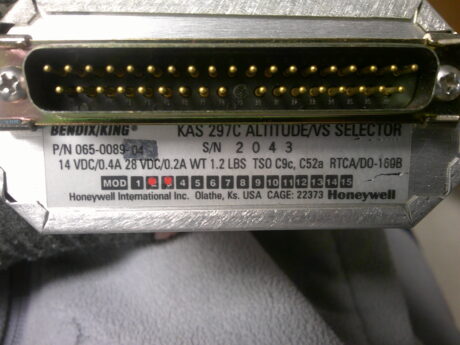 BENDIX/KING® KAS 297C ALTITUDE/VS SELECTOR
P/N 065-0089-04 S/N 2043
14 VDC/0.4A 28 VDC/0.2A WT 1.2 LBS TSO C9c, C52a RTCA/DO-160B
MOD 1 4 5 6 7 8 9 10 11 12 13 14 15
Honeywell International Inc. Olathe, Ks. USA CAGE: 22373 Honeywell